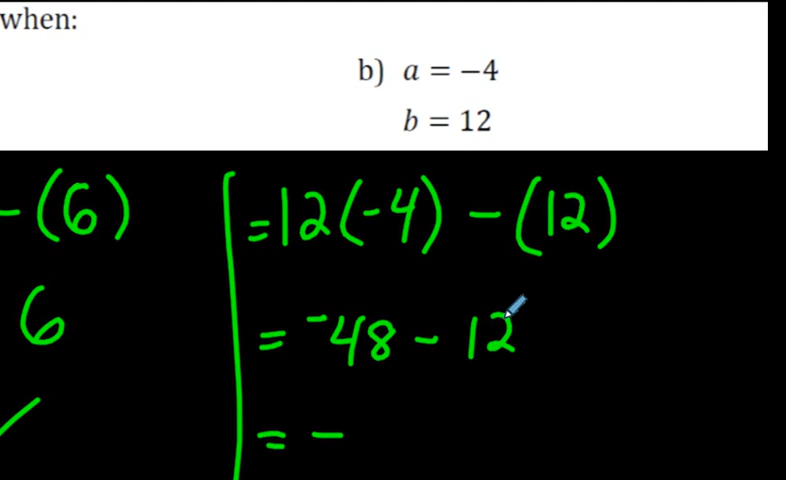 when:
b) a = −4
b = 12
−(6) = 12(-4) − (12)
6 = ⁻48 − 12
= −